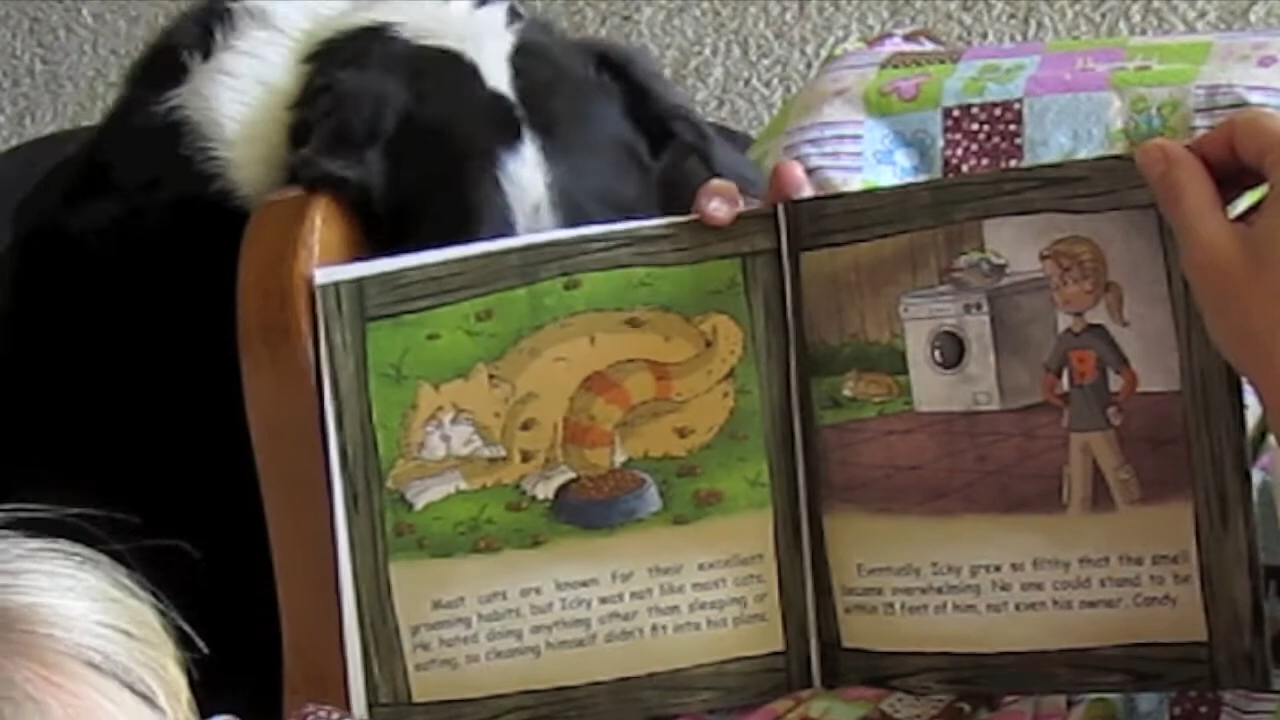 Most cats are known for their excellent
grooming habits, but Icky was not like most cats.
He hated doing anything other than sleeping or
eating, so cleaning himself didn't fit into his plans.
Eventually, Icky grew so filthy that the smell
became overwhelming. No one could stand to be
within 15 feet of him, not even his owner, Candy.